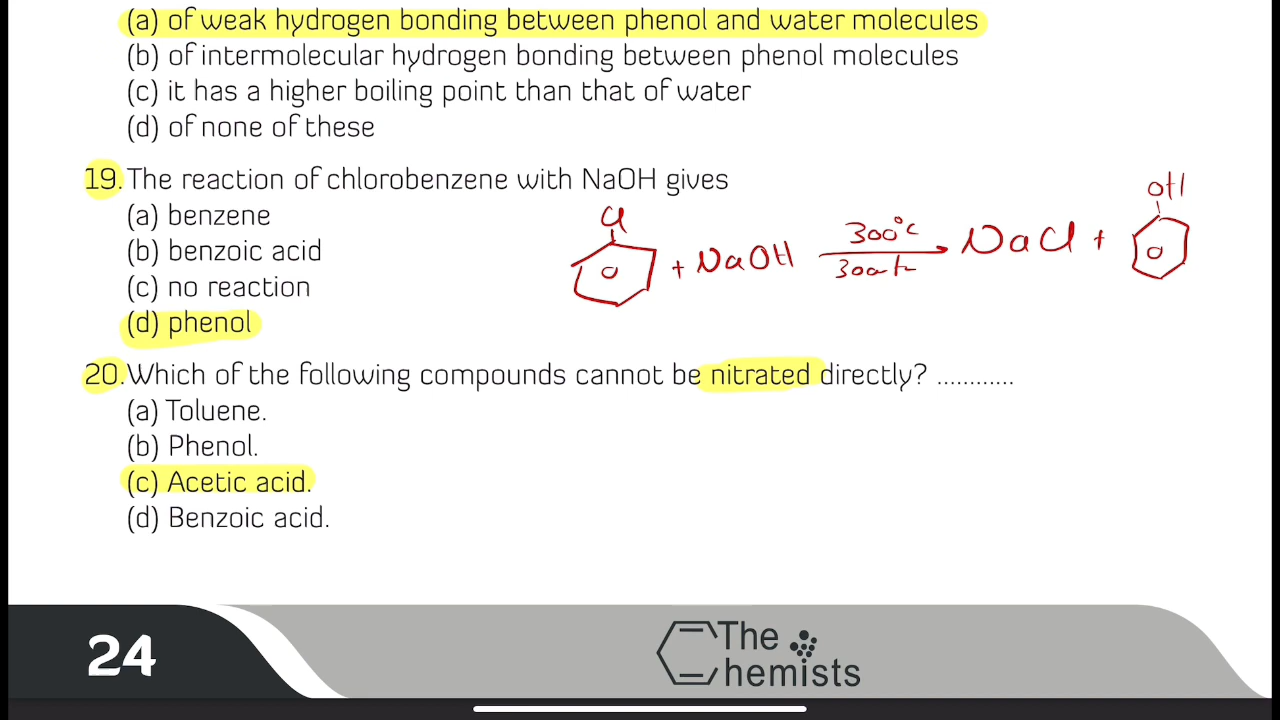 (a) of weak hydrogen bonding between phenol and water molecules
(b) of intermolecular hydrogen bonding between phenol molecules
(c) it has a higher boiling point than that of water
(d) of none of these
19. The reaction of chlorobenzene with NaOH gives
(a) benzene
(b) benzoic acid
(c) no reaction
(d) phenol
Cl
+ NaOH
300°C
300atm
NaCl +
OH
20. Which of the following compounds cannot be nitrated directly? ............
(a) Toluene.
(b) Phenol.
(c) Acetic acid.
(d) Benzoic acid.
24
The
Chemists